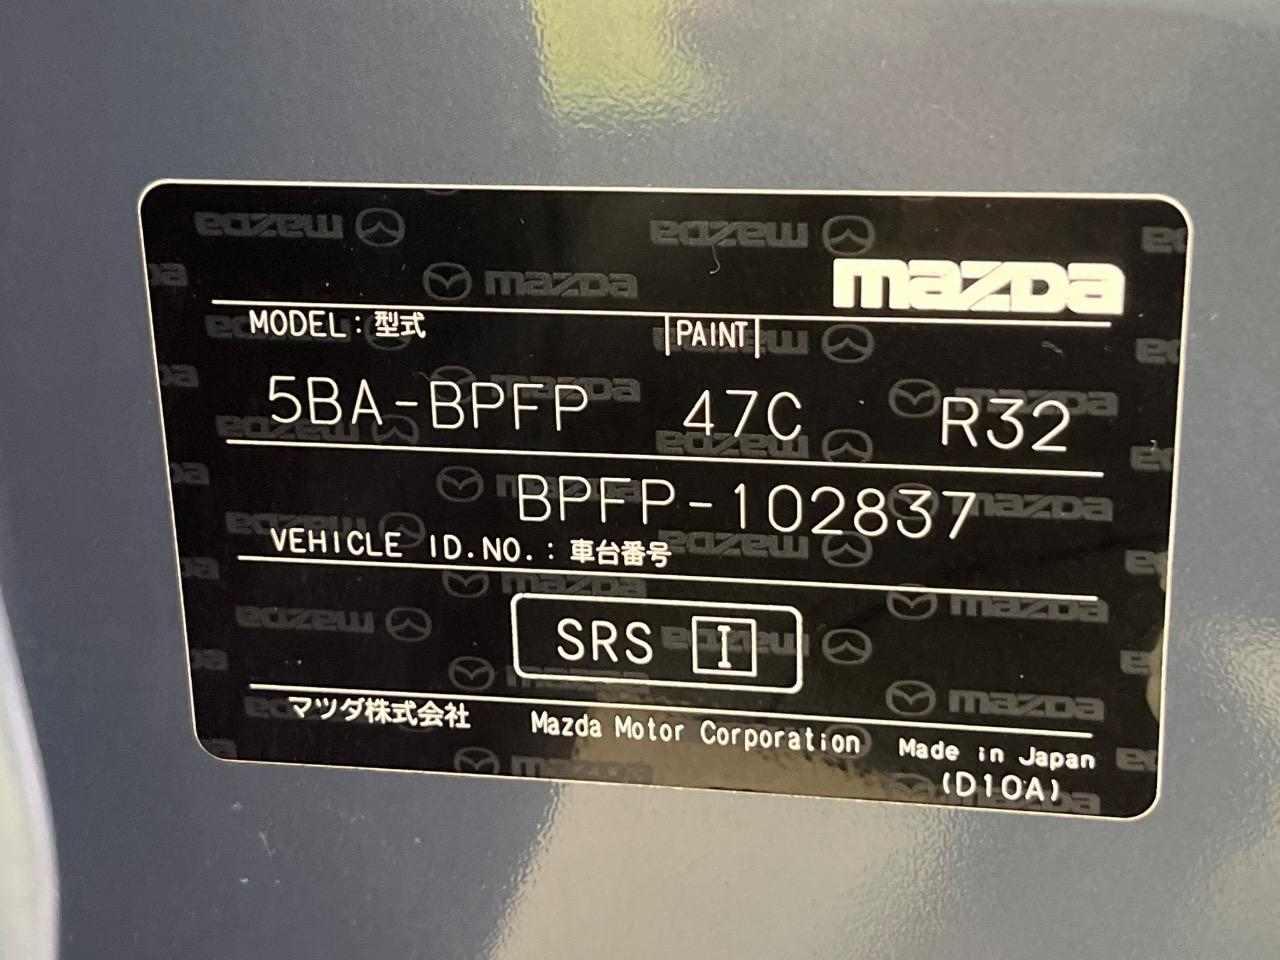 mazda
MODEL : 型式 PAINT
5BA-BPFP 47C R32
BPFP-102837
VEHICLE ID.NO. : 車台番号
SRS I
マツダ株式会社 Mazda Motor Corporation Made in Japan
(D10A)